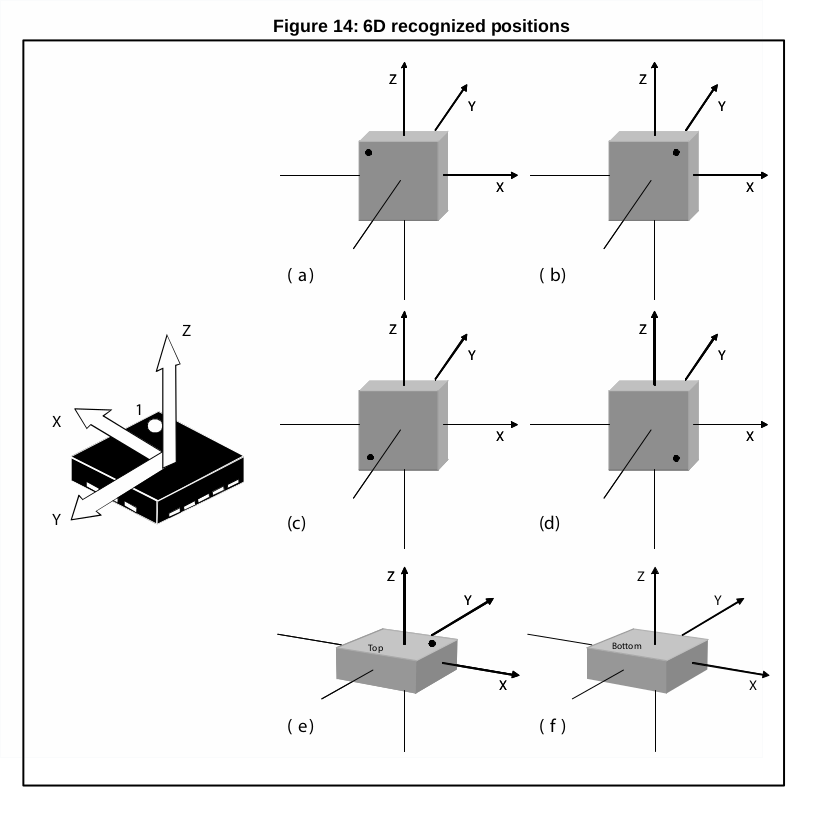 Figure 14: 6D recognized positions
Z
Y
X
( a)
Z
Y
X
( b)
Z
X
1
Y
Z
Y
X
(c)
Z
Y
X
(d)
Z
Y
Top
X
( e )
Z
Y
Bottom
X
( f )